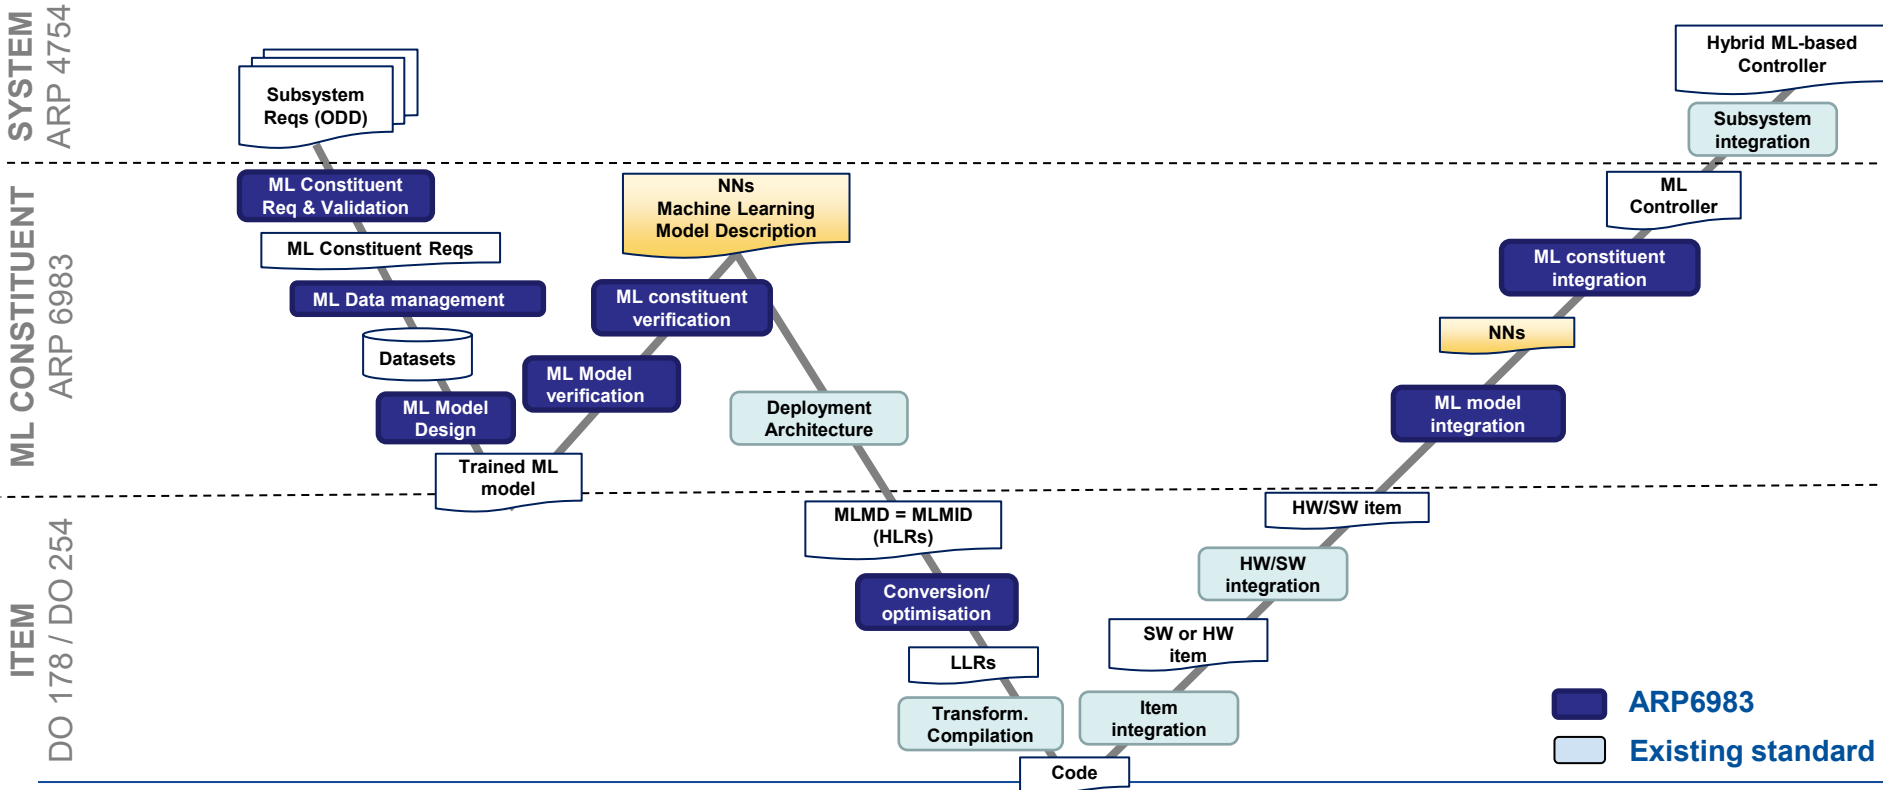 SYSTEM
ARP 4754
Subsystem
Reqs (ODD)
Hybrid ML-based
Controller
Subsystem
integration
ML CONSTITUENT
ARP 6983
ML Constituent
Req & Validation
ML Constituent Reqs
ML Data management
Datasets
ML Model
Design
Trained ML
model
ML Model
verification
ML constituent
verification
NNs
Machine Learning
Model Description
Deployment
Architecture
ML
Controller
ML constituent
integration
NNs
ML model
integration
ITEM
DO 178 / DO 254
MLMD = MLMID
(HLRs)
Conversion/
optimisation
LLRs
Transform.
Compilation
Code
Item
integration
SW or HW
item
HW/SW
integration
HW/SW item
ARP6983
Existing standard